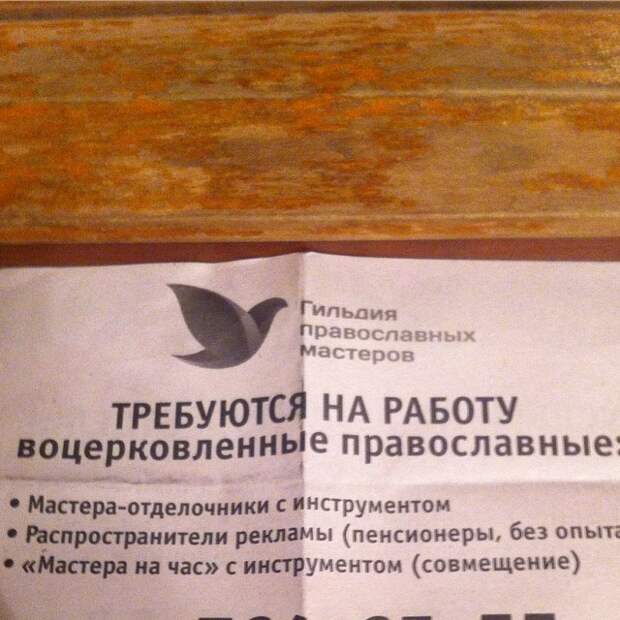 Гильдия
православных
мастеров
ТРЕБУЮТСЯ НА РАБОТУ
воцерковленные православные:
• Мастера-отделочники с инструментом
• Распространители рекламы (пенсионеры, без опыта
• «Мастера на час» с инструментом (совмещение)